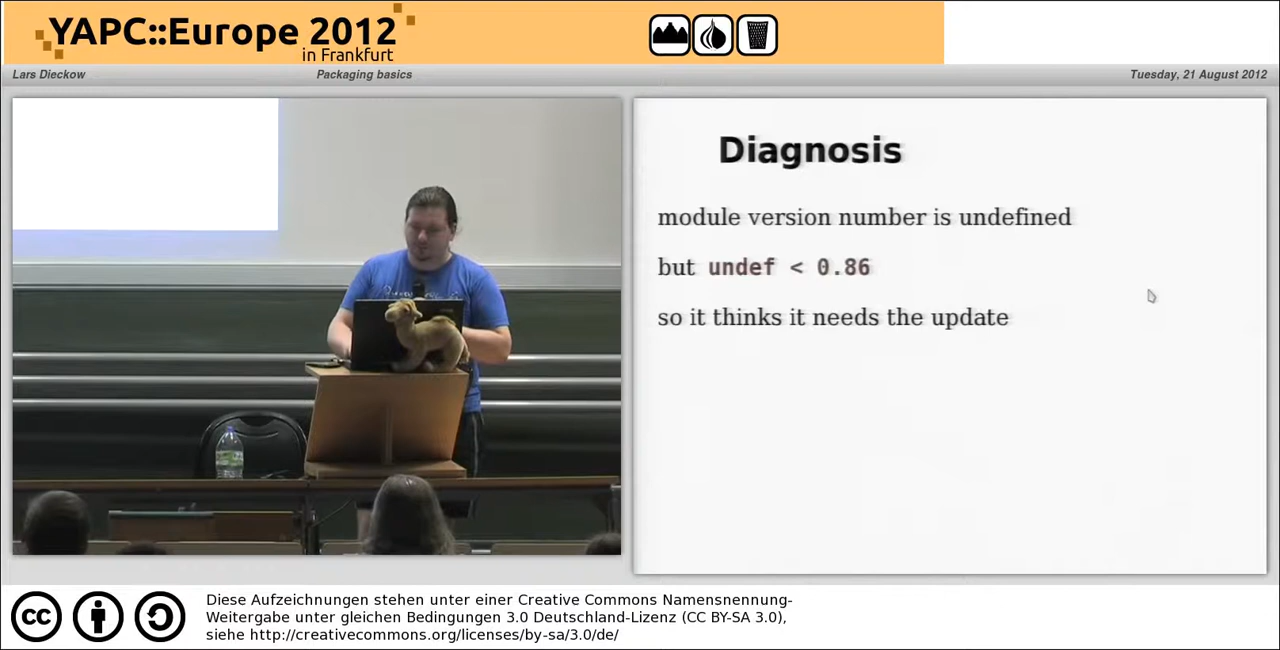 YAPC::Europe 2012
in Frankfurt
Lars Dieckow
Packaging basics
Tuesday, 21 August 2012
Diagnosis
module version number is undefined
but undef < 0.86
so it thinks it needs the update
cc
Diese Aufzeichnungen stehen unter einer Creative Commons Namensnennung-
Weitergabe unter gleichen Bedingungen 3.0 Deutschland-Lizenz (CC BY-SA 3.0),
siehe http://creativecommons.org/licenses/by-sa/3.0/de/